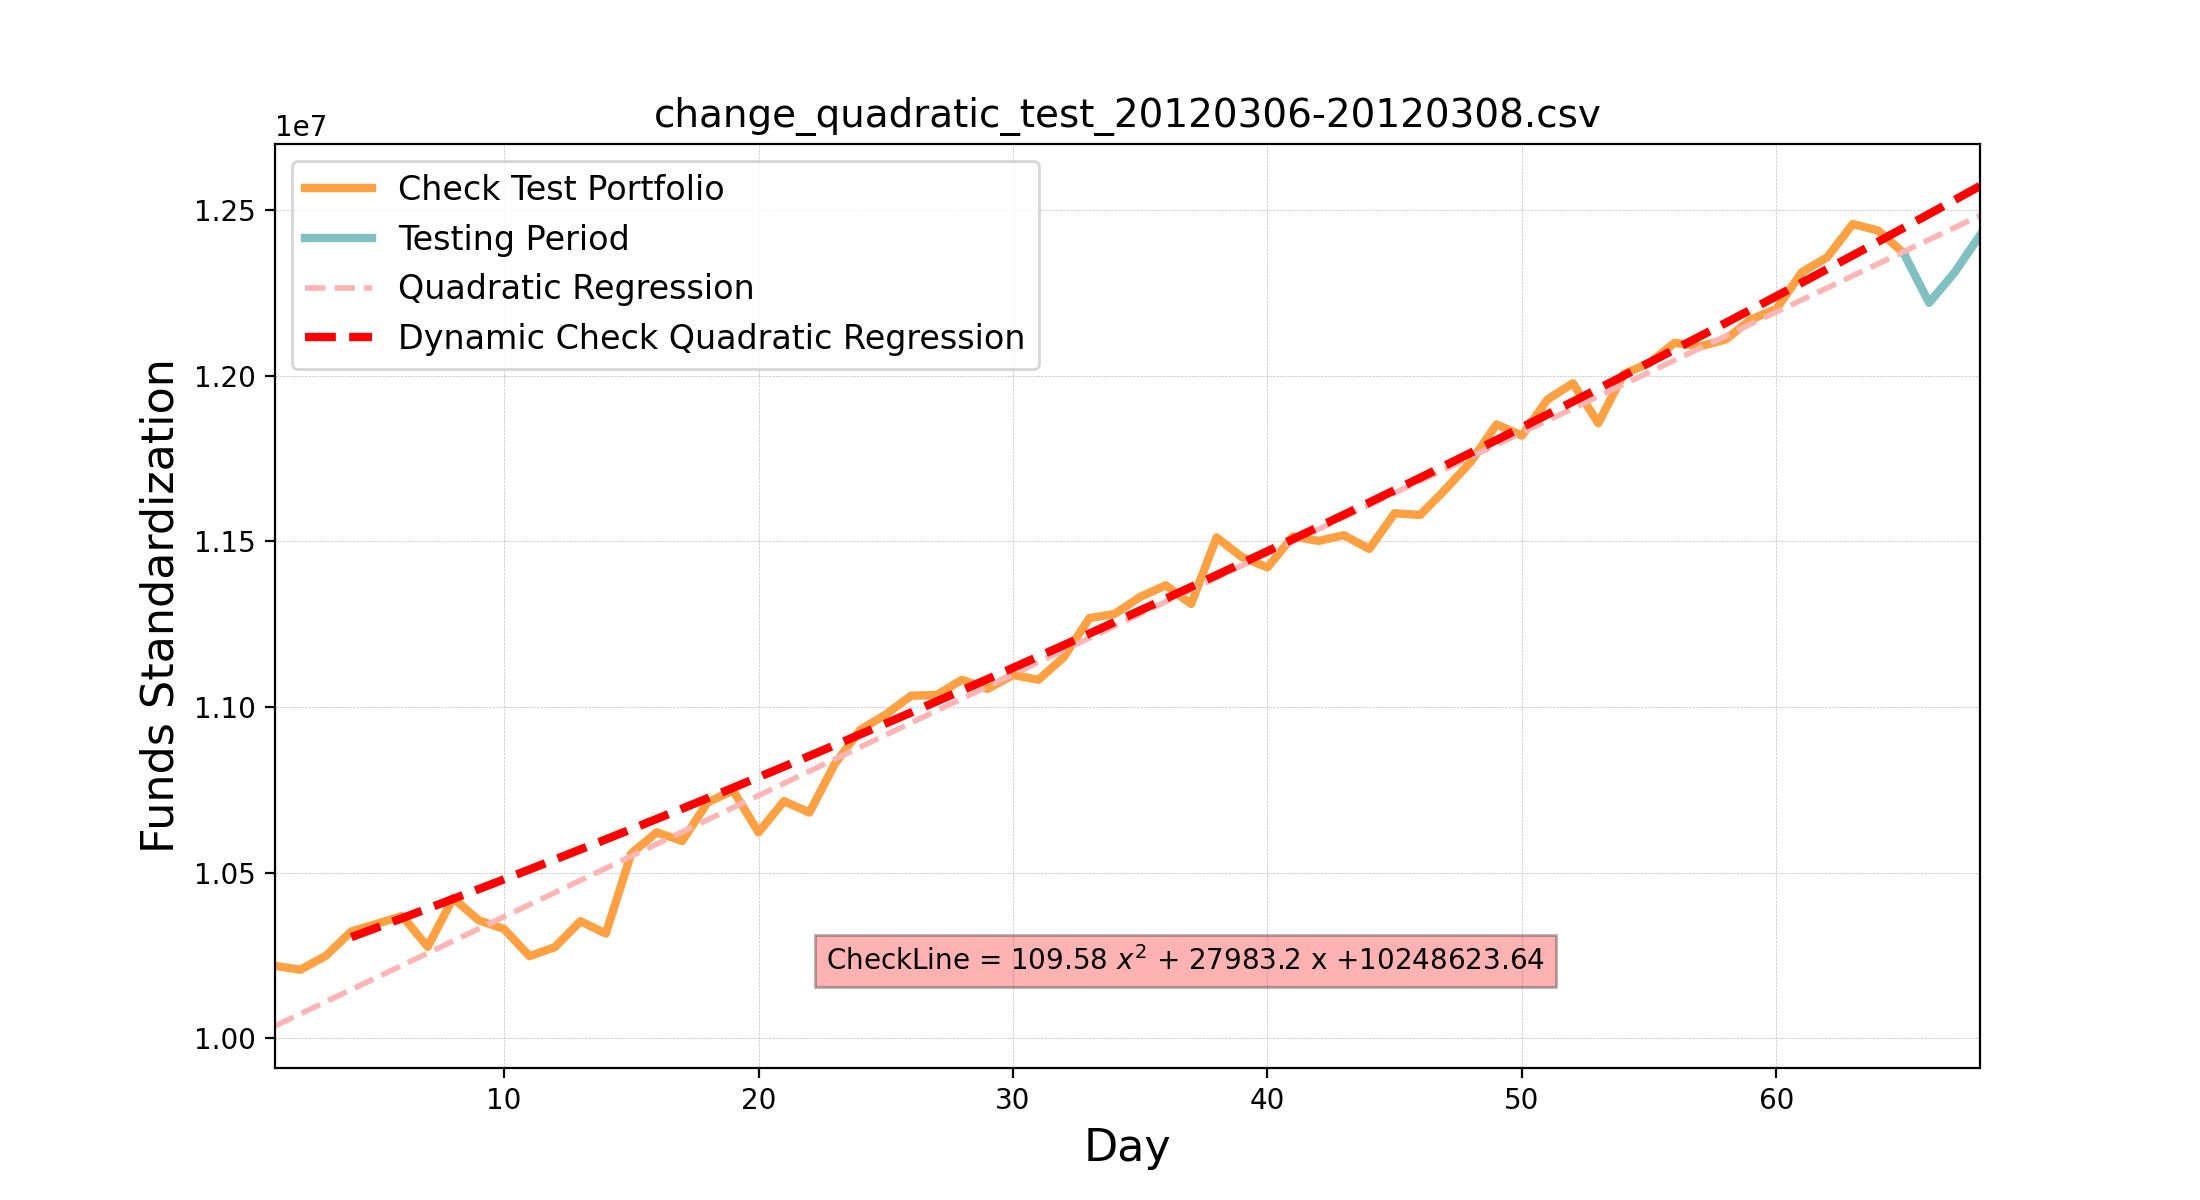 change_quadratic_test_20120306-20120308.csv
1e7
Check Test Portfolio
Testing Period
Quadratic Regression
Dynamic Check Quadratic Regression
1.25
1.20
1.15
1.10
1.05
1.00
Funds Standardization
CheckLine = 109.58 x² + 27983.2 x +10248623.64
10 20 30 40 50 60
Day